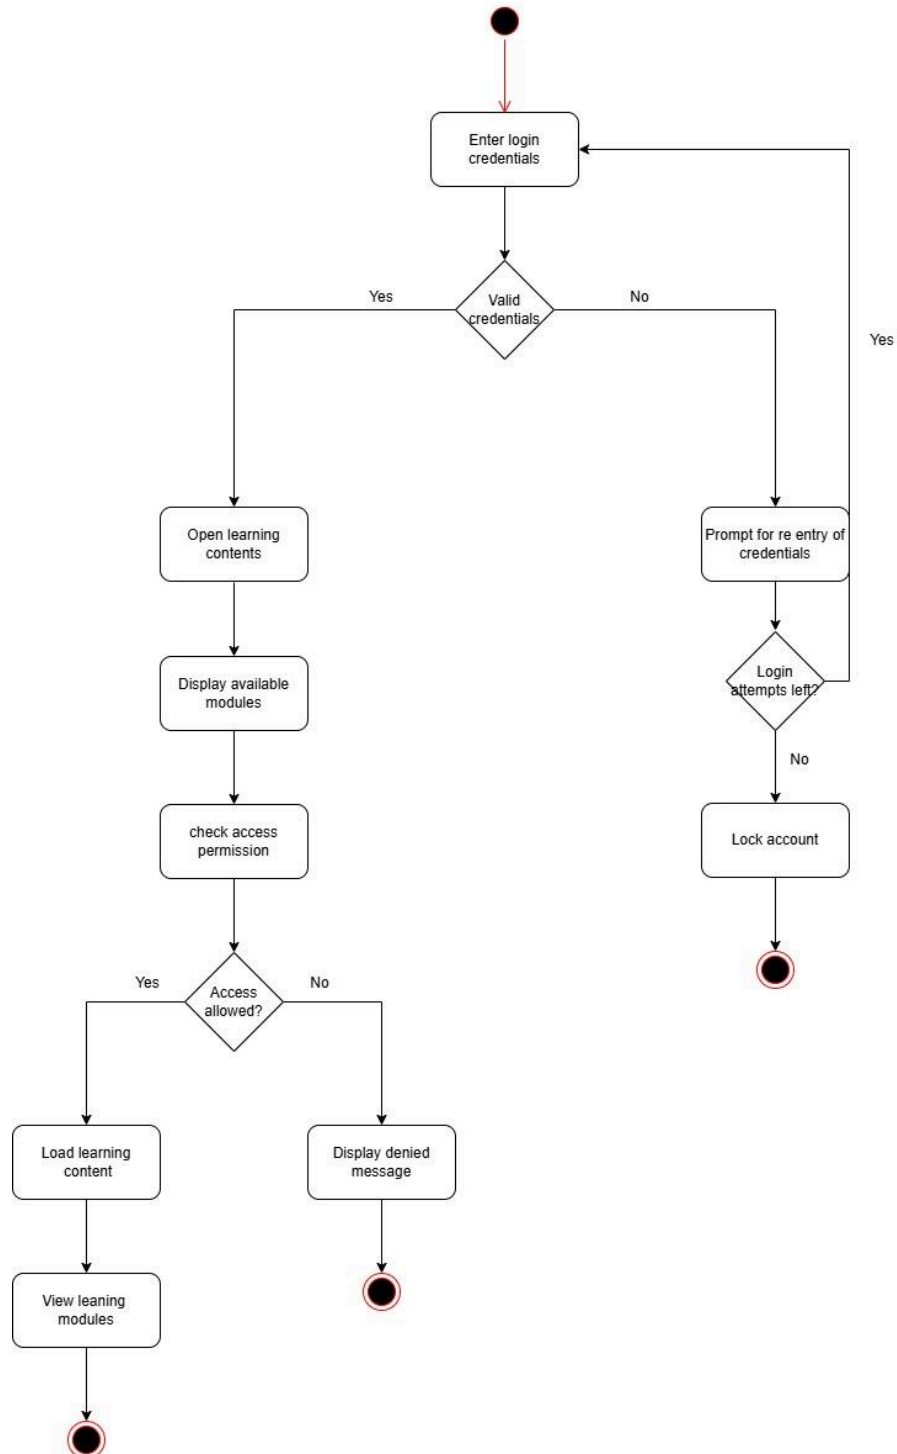 Enter login
credentials
Yes
Valid
credentials
No
Yes
Open learning
contents
Prompt for re entry of
credentials
Display available
modules
Login
attempts left?
No
check access
permission
Lock account
Yes
Access
allowed?
No
Load learning
content
Display denied
message
View leaning
modules